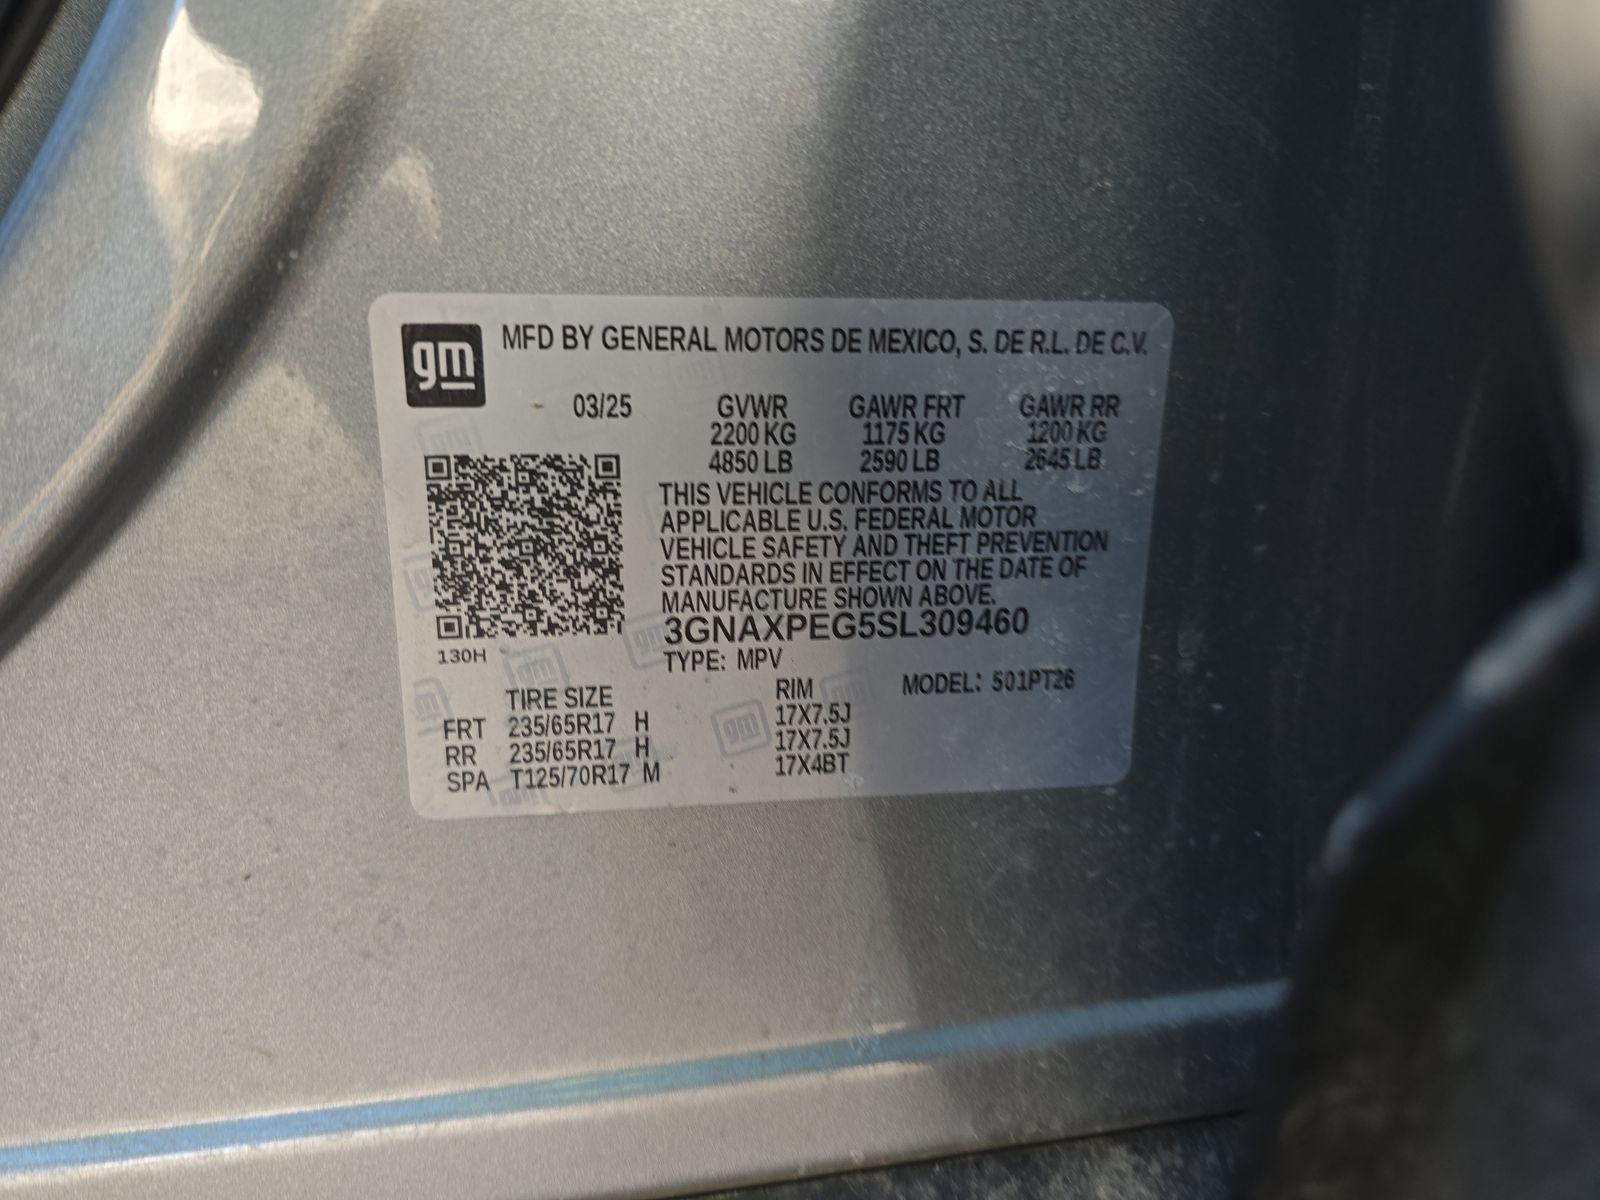 gm
MFD BY GENERAL MOTORS DE MEXICO, S. DE R.L. DE C.V.
03/25 GVWR GAWR FRT GAWR RR
2200 KG 1175 KG 1200 KG
4850 LB 2590 LB 2645 LB
THIS VEHICLE CONFORMS TO ALL
APPLICABLE U.S. FEDERAL MOTOR
VEHICLE SAFETY AND THEFT PREVENTION
STANDARDS IN EFFECT ON THE DATE OF
MANUFACTURE SHOWN ABOVE.
3GNAXPEG5SL309460
130H
TYPE: MPV
TIRE SIZE RIM MODEL: 501PT26
FRT 235/65R17 H 17X7.5J
RR 235/65R17 H 17X7.5J
SPA T125/70R17 M 17X4BT
gm